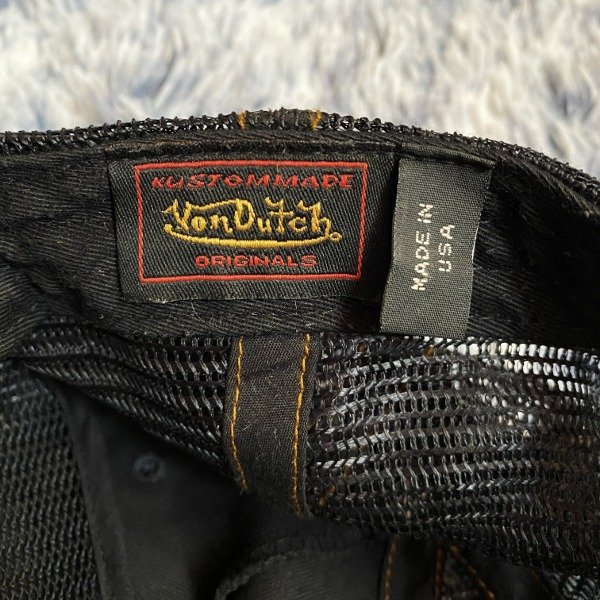 KUSTOMMADE
VonDutch.
ORIGINALS
MADE IN
USA